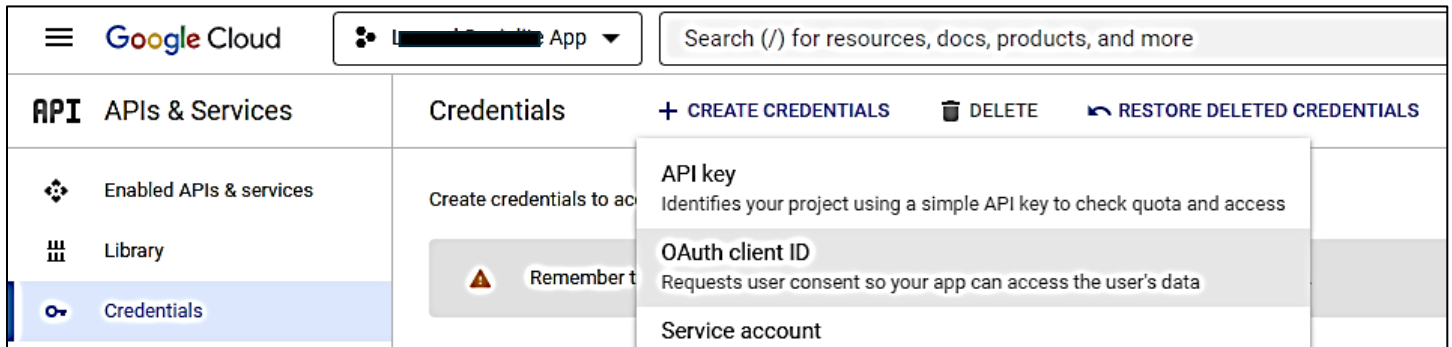 Google Cloud
App
Search (/) for resources, docs, products, and more
API APIs & Services
Credentials
+ CREATE CREDENTIALS
DELETE
RESTORE DELETED CREDENTIALS
Enabled APIs & services
Library
Credentials
Create credentials to
Remember
API key
Identifies your project using a simple API key to check quota and access
OAuth client ID
Requests user consent so your app can access the user's data
Service account